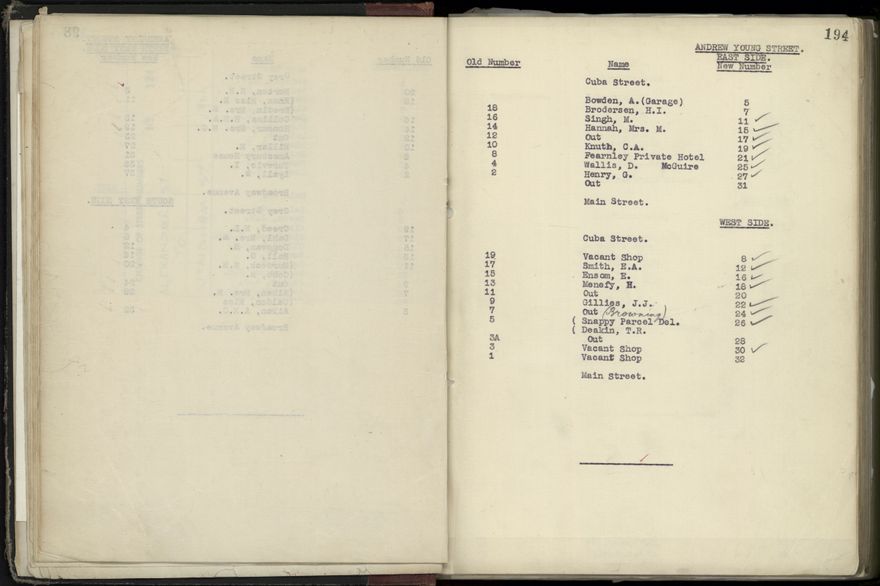 194
ANDREW YOUNG STREET.
EAST SIDE.
Old Number Name New Number
Cuba Street.
Bowden, A.(Garage) 5
18 Brodersen, H.I. 7
16 Singh, M. 11 ✓
14 Hannah, Mrs. M. 15 ✓
12 Out 17 ✓
10 Knuth, C.A. 19 ✓
8 Fearnley Private Hotel 21 ✓
4 Wallis, D. McGuire 25 ✓
2 Henry, G. 27 ✓
Out 31
Main Street.
WEST SIDE.
Cuba Street.
19 Vacant Shop 8 ✓
17 Smith, E.A. 12 ✓
15 Ensom, E. 16 ✓
13 Menefy, H. 18 ✓
11 Out 20
9 Gillies, J.J. 22 ✓
7 Out (Browning) 24 ✓
5 ( Snappy Parcel Del. 26 ✓
( Deakin, T.R.
3A Out 28
3 Vacant Shop 30 ✓
1 Vacant Shop 32
Main Street.